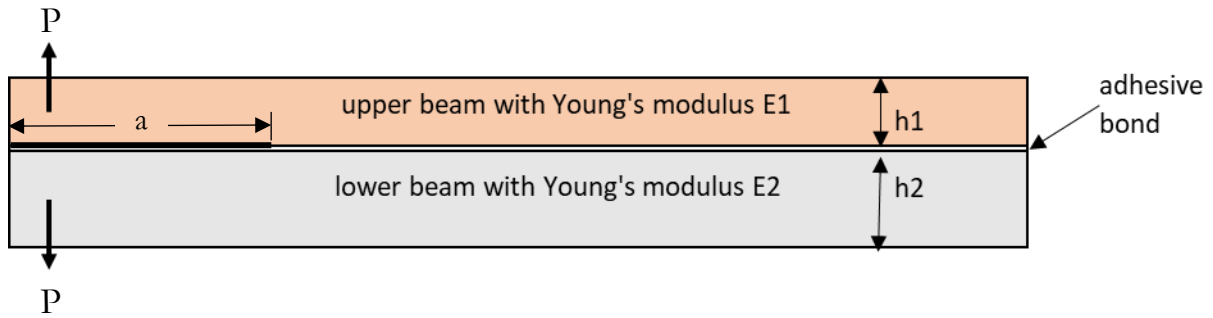 P
upper beam with Young's modulus E1
a
h1
adhesive
bond
lower beam with Young's modulus E2
h2
P